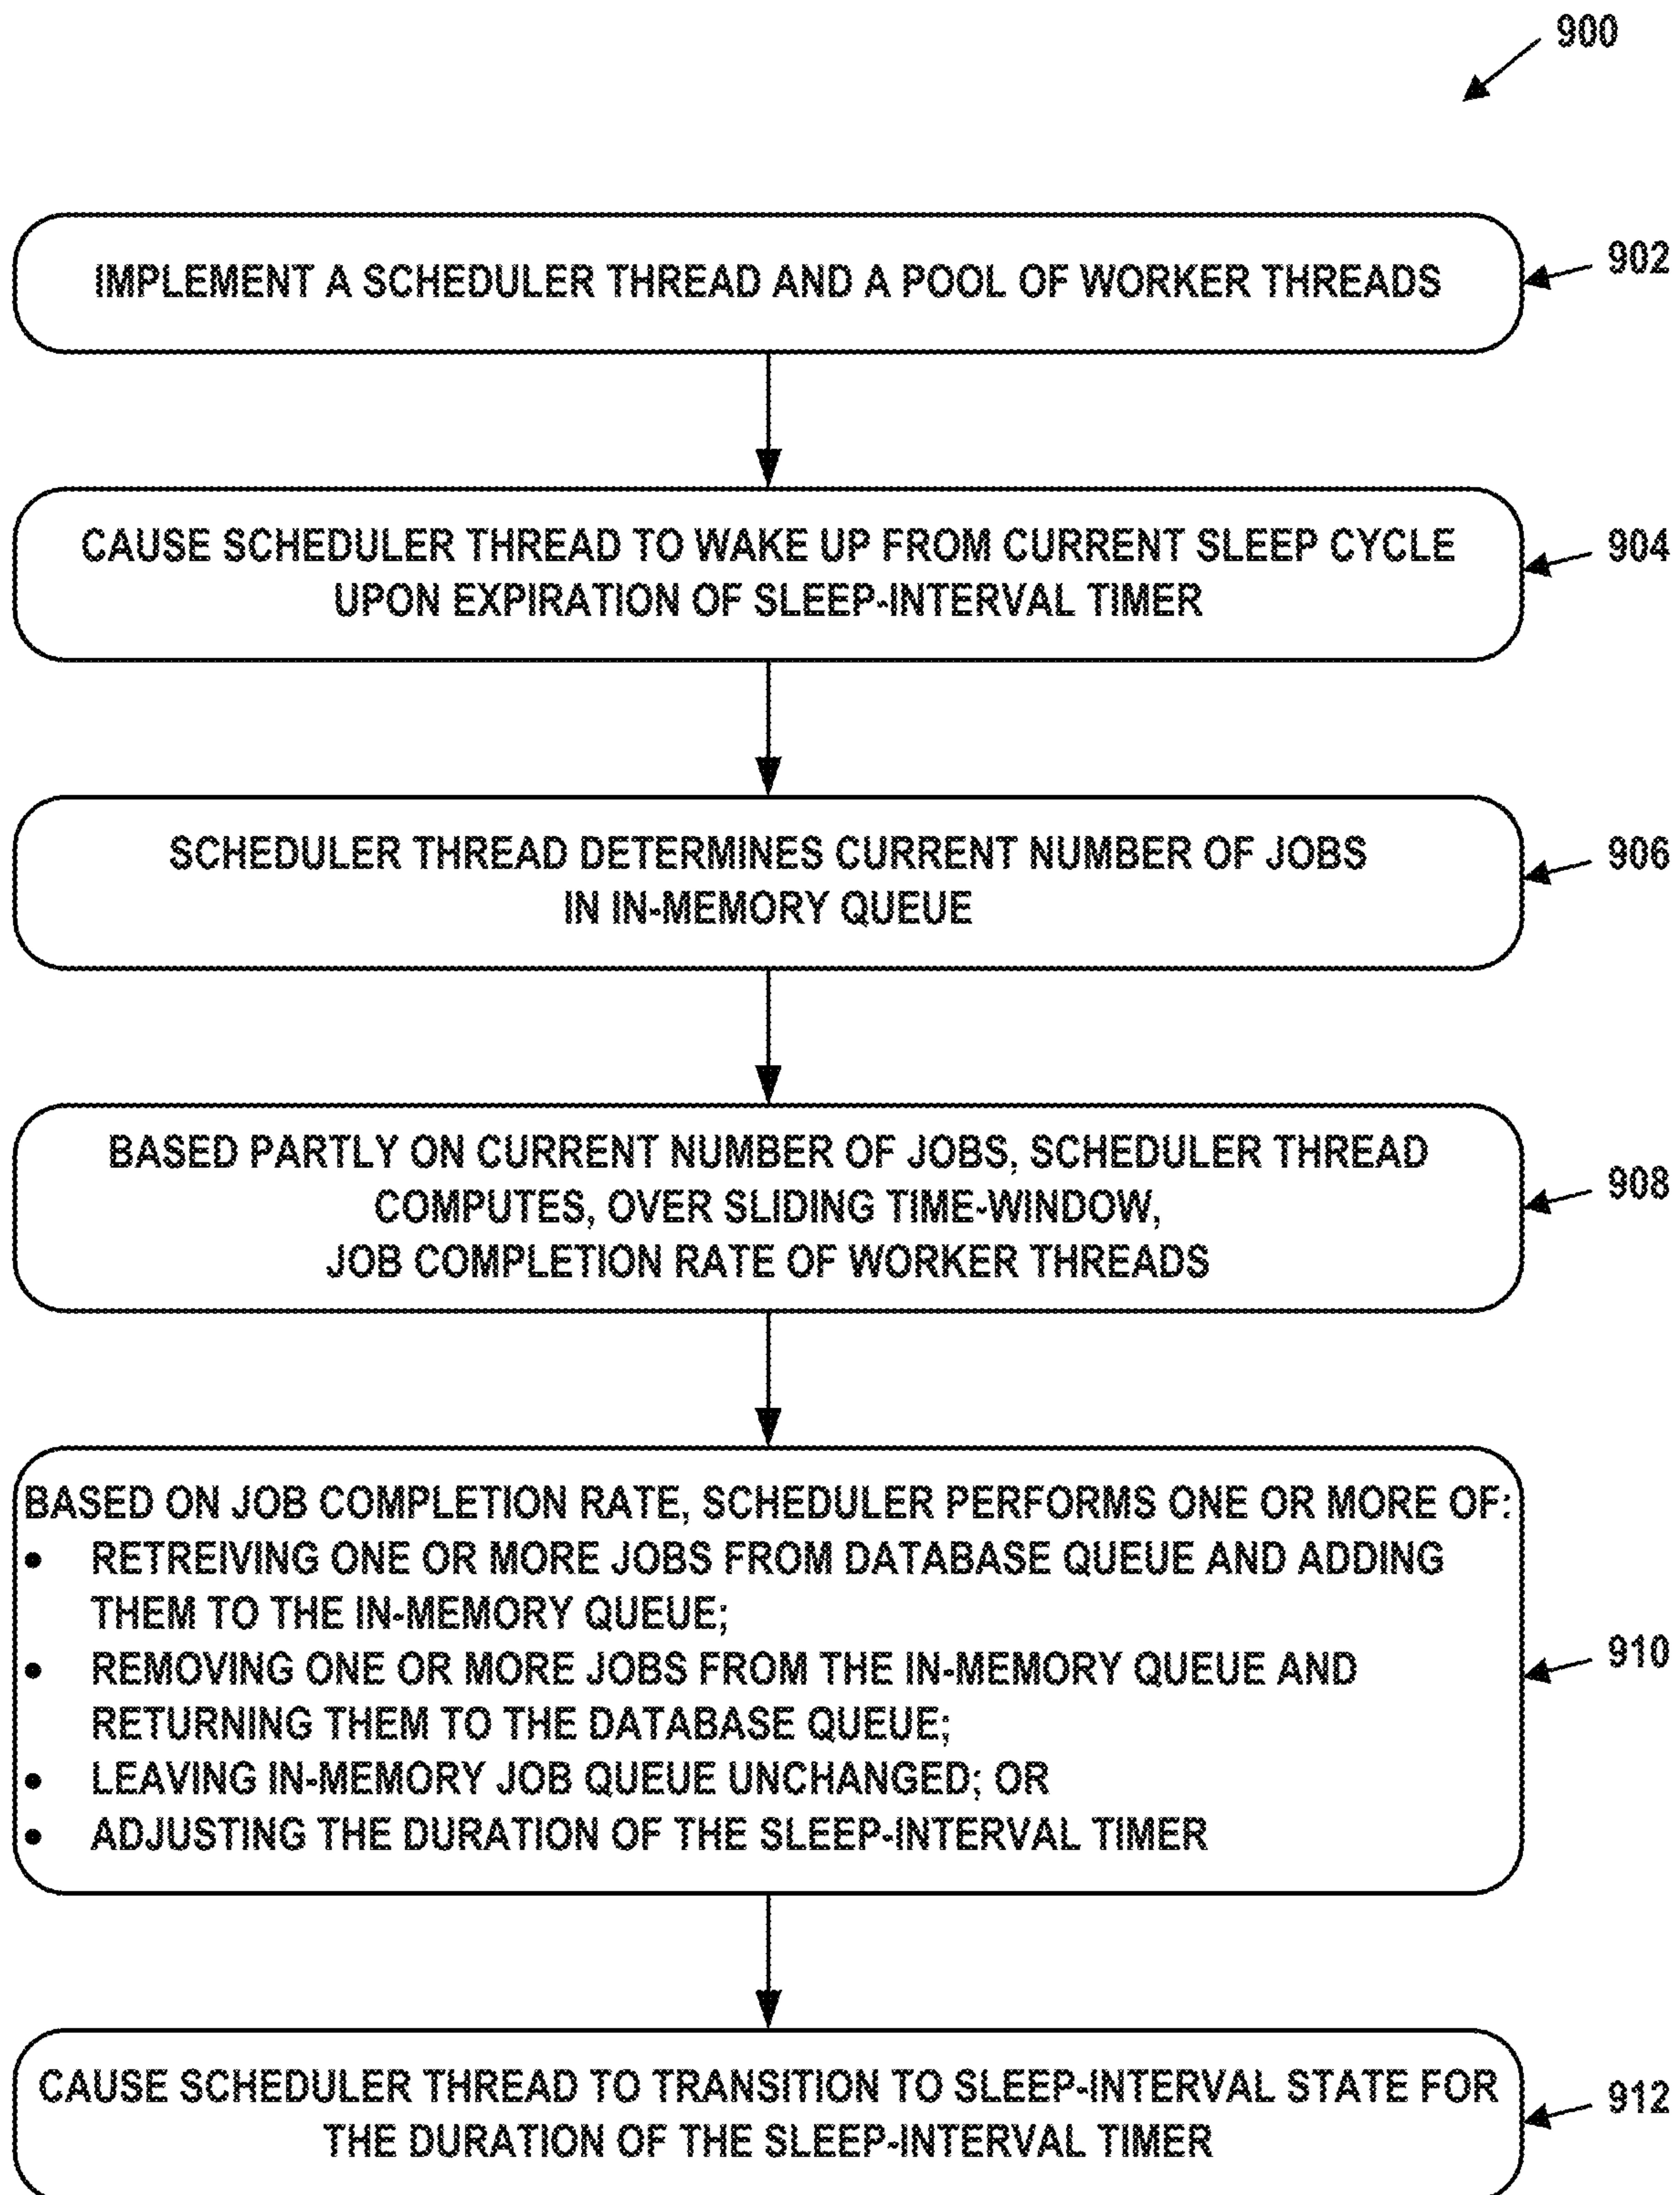 900
IMPLEMENT A SCHEDULER THREAD AND A POOL OF WORKER THREADS
902
CAUSE SCHEDULER THREAD TO WAKE UP FROM CURRENT SLEEP CYCLE
UPON EXPIRATION OF SLEEP-INTERVAL TIMER
904
SCHEDULER THREAD DETERMINES CURRENT NUMBER OF JOBS
IN IN-MEMORY QUEUE
906
BASED PARTLY ON CURRENT NUMBER OF JOBS, SCHEDULER THREAD
COMPUTES, OVER SLIDING TIME-WINDOW,
JOB COMPLETION RATE OF WORKER THREADS
908
BASED ON JOB COMPLETION RATE, SCHEDULER PERFORMS ONE OR MORE OF:
• RETREIVING ONE OR MORE JOBS FROM DATABASE QUEUE AND ADDING
THEM TO THE IN-MEMORY QUEUE;
• REMOVING ONE OR MORE JOBS FROM THE IN-MEMORY QUEUE AND
RETURNING THEM TO THE DATABASE QUEUE;
• LEAVING IN-MEMORY JOB QUEUE UNCHANGED; OR
• ADJUSTING THE DURATION OF THE SLEEP-INTERVAL TIMER
910
CAUSE SCHEDULER THREAD TO TRANSITION TO SLEEP-INTERVAL STATE FOR
THE DURATION OF THE SLEEP-INTERVAL TIMER
912